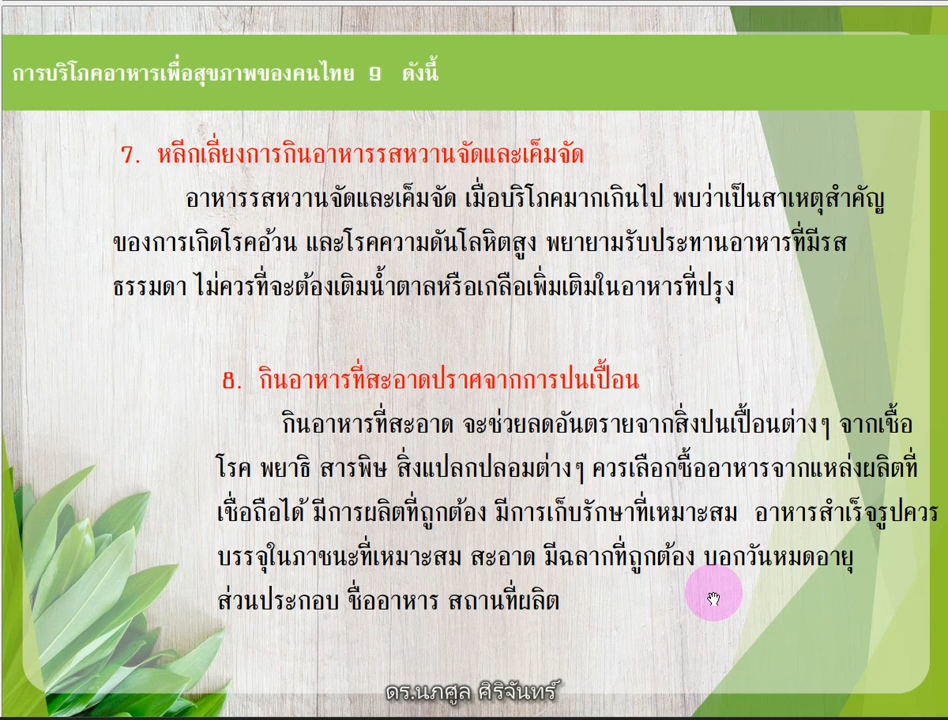 การบริโภคอาหารเพื่อสุขภาพของคนไทย 9 ดังนี้
7. หลีกเลี่ยงการกินอาหารรสหวานจัดและเค็มจัด
อาหารรสหวานจัดและเค็มจัด เมื่อบริโภคมากเกินไป พบว่าเป็นสาเหตุสำคัญ
ของการเกิดโรคอ้วน และโรคความดันโลหิตสูง พยายามรับประทานอาหารที่มีรส
ธรรมดา ไม่ควรที่จะต้องเติมน้ำตาลหรือเกลือเพิ่มเติมในอาหารที่ปรุง
8. กินอาหารที่สะอาดปราศจากการปนเปื้อน
กินอาหารที่สะอาด จะช่วยลดอันตรายจากสิ่งปนเปื้อนต่างๆ จากเชื้อ
โรค พยาธิ สารพิษ สิ่งแปลกปลอมต่างๆ ควรเลือกซื้ออาหารจากแหล่งผลิตที่
เชื่อถือได้ มีการผลิตที่ถูกต้อง มีการเก็บรักษาที่เหมาะสม อาหารสำเร็จรูปควร
บรรจุในภาชนะที่เหมาะสม สะอาด มีฉลากที่ถูกต้อง บอกวันหมดอายุ
ส่วนประกอบ ชื่ออาหาร สถานที่ผลิต
ดร.นภศูล ศิริจันทร์